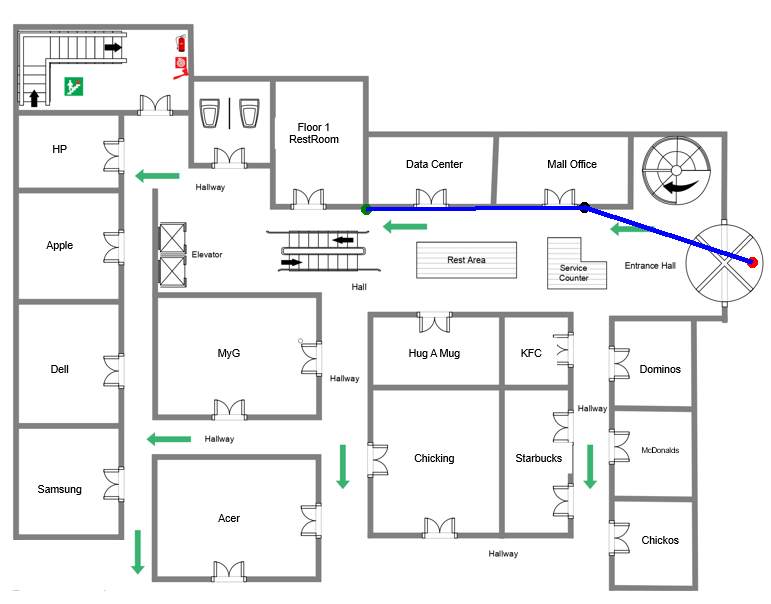 Floor 1
RestRoom
HP
Data Center
Mall Office
Hallway
Apple
Elevator
Rest Area
Service
Counter
Entrance Hall
Hall
MyG
Hug A Mug
KFC
Dell
Dominos
Hallway
Hallway
Hallway
Chicking
Starbucks
McDonalds
Samsung
Acer
Chickos
Hallway